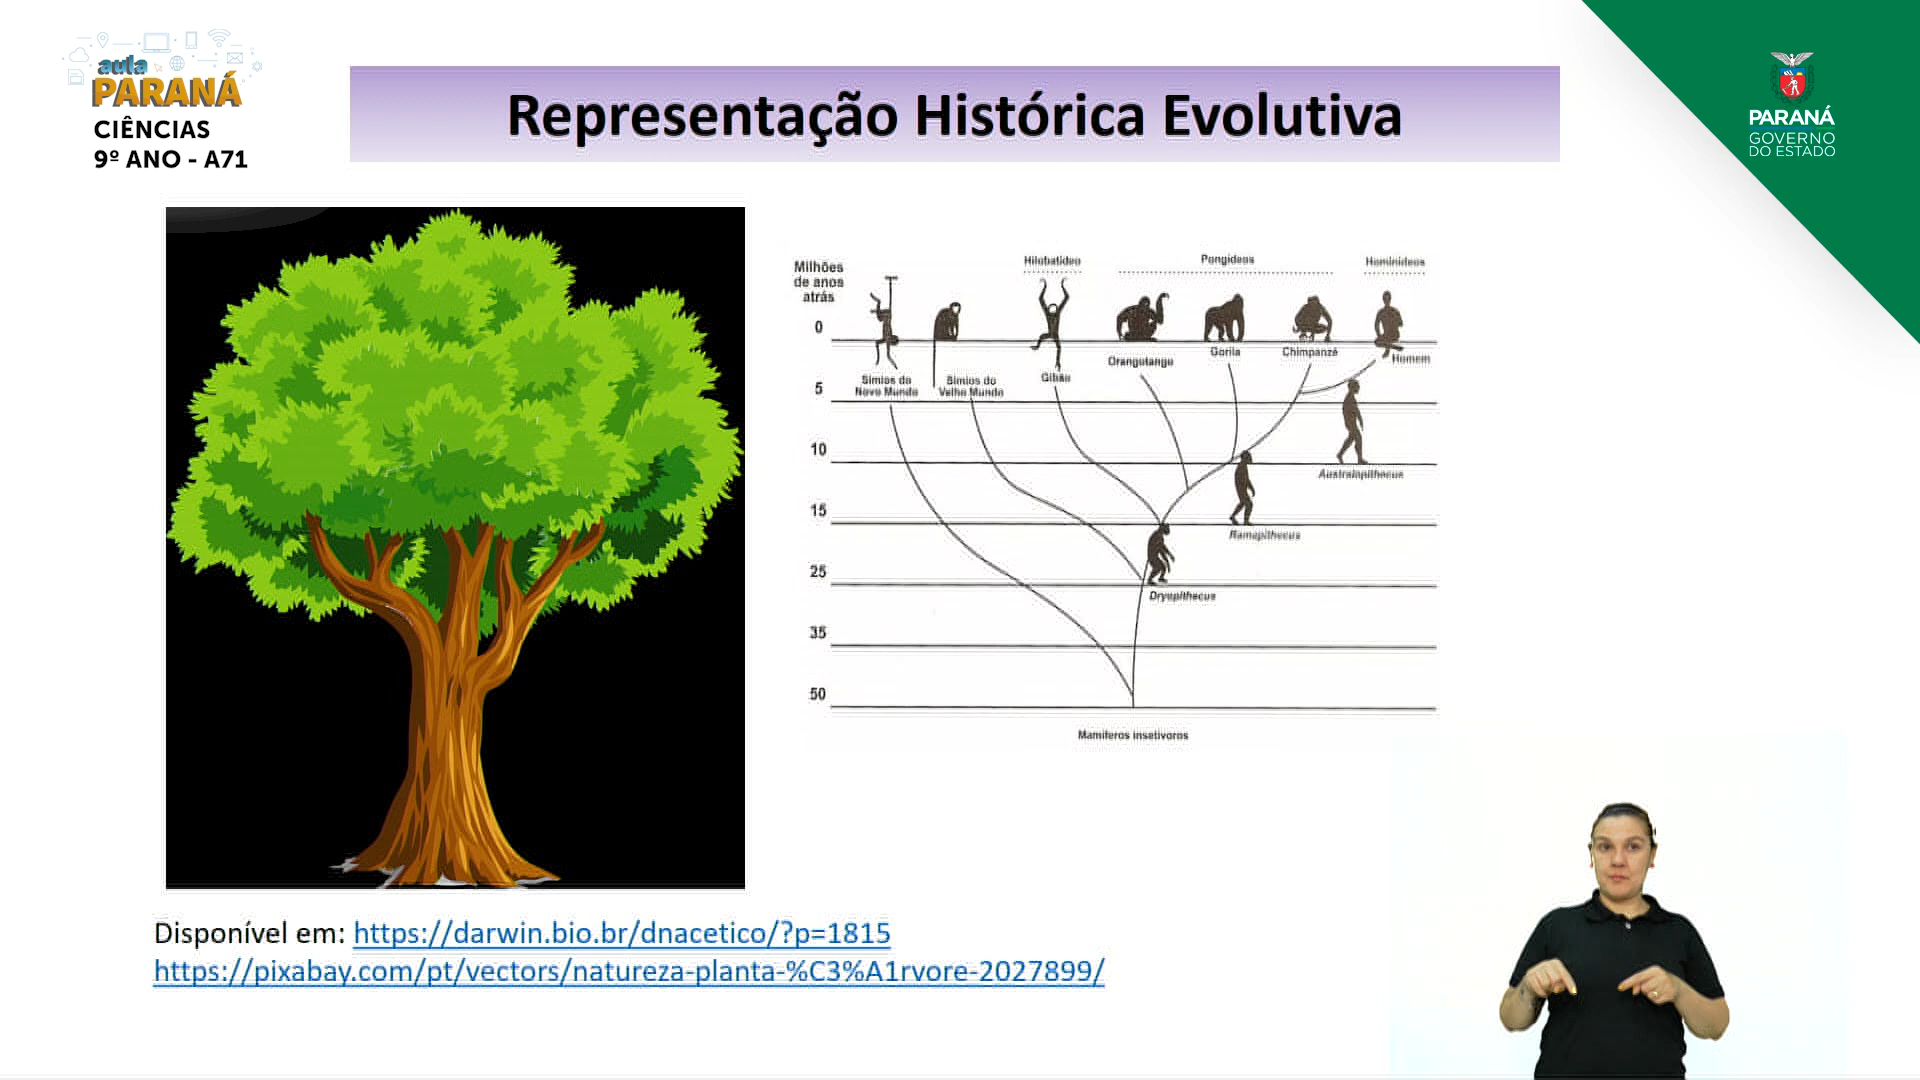 aula
PARANÁ
CIÊNCIAS
9º ANO - A71
Representação Histórica Evolutiva
PARANÁ
GOVERNO
DO ESTADO
Milhões
de anos
atrás
Hilobatídeo
Pongídeos
Hominídeos
0
5
10
15
25
35
50
Símios do
Novo Mundo
Símios do
Velho Mundo
Gibão
Orangotango
Gorila
Chimpanzé
Homem
Australopithecus
Ramapithecus
Dryopithecus
Mamíferos insetívoros
Disponível em: https://darwin.bio.br/dnacetico/?p=1815
https://pixabay.com/pt/vectors/natureza-planta-%C3%A1rvore-2027899/